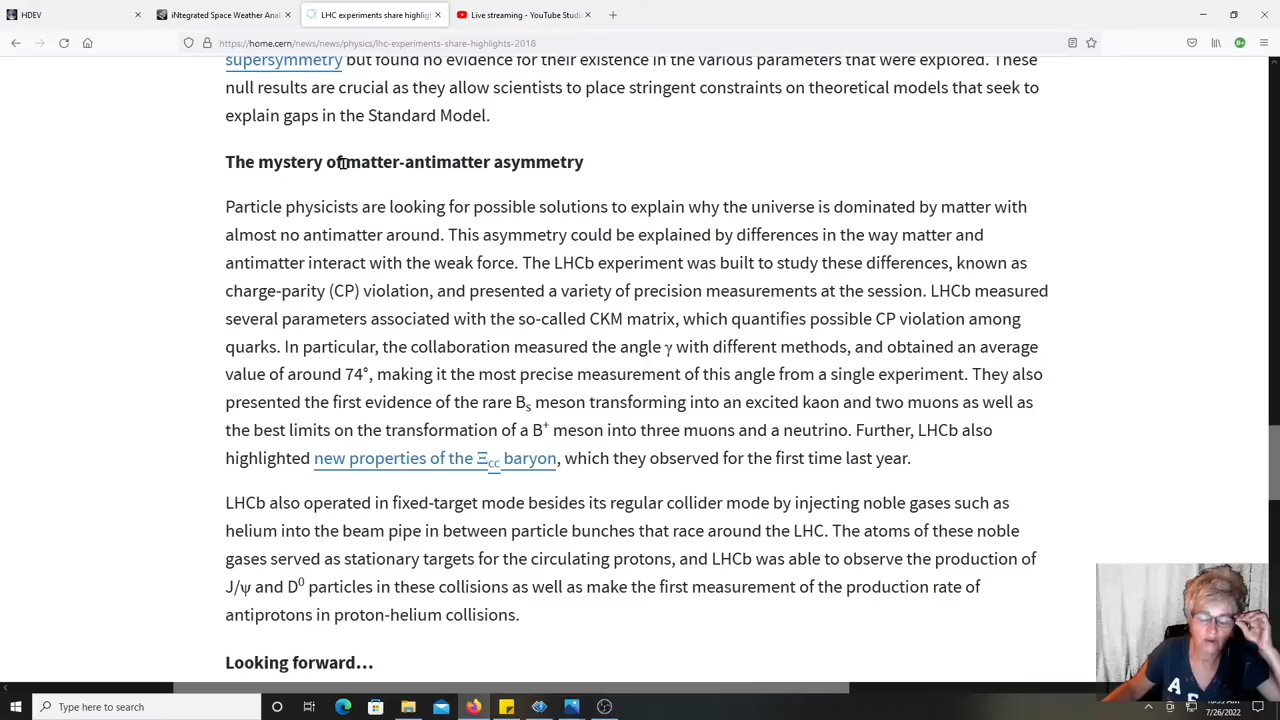 HDEV
iNtegrated Space Weather Anal
LHC experiments share highligh
Live streaming - YouTube Studi
https://home.cern/news/news/physics/lhc-experiments-share-highlights-2018
supersymmetry but found no evidence for their existence in the various parameters that were explored. These
null results are crucial as they allow scientists to place stringent constraints on theoretical models that seek to
explain gaps in the Standard Model.
The mystery of matter-antimatter asymmetry
Particle physicists are looking for possible solutions to explain why the universe is dominated by matter with
almost no antimatter around. This asymmetry could be explained by differences in the way matter and
antimatter interact with the weak force. The LHCb experiment was built to study these differences, known as
charge-parity (CP) violation, and presented a variety of precision measurements at the session. LHCb measured
several parameters associated with the so-called CKM matrix, which quantifies possible CP violation among
quarks. In particular, the collaboration measured the angle γ with different methods, and obtained an average
value of around 74°, making it the most precise measurement of this angle from a single experiment. They also
presented the first evidence of the rare Bs meson transforming into an excited kaon and two muons as well as
the best limits on the transformation of a B+ meson into three muons and a neutrino. Further, LHCb also
highlighted new properties of the Ξcc baryon, which they observed for the first time last year.
LHCb also operated in fixed-target mode besides its regular collider mode by injecting noble gases such as
helium into the beam pipe in between particle bunches that race around the LHC. The atoms of these noble
gases served as stationary targets for the circulating protons, and LHCb was able to observe the production of
J/ψ and D0 particles in these collisions as well as make the first measurement of the production rate of
antiprotons in proton-helium collisions.
Looking forward...
Type here to search
7/26/2022